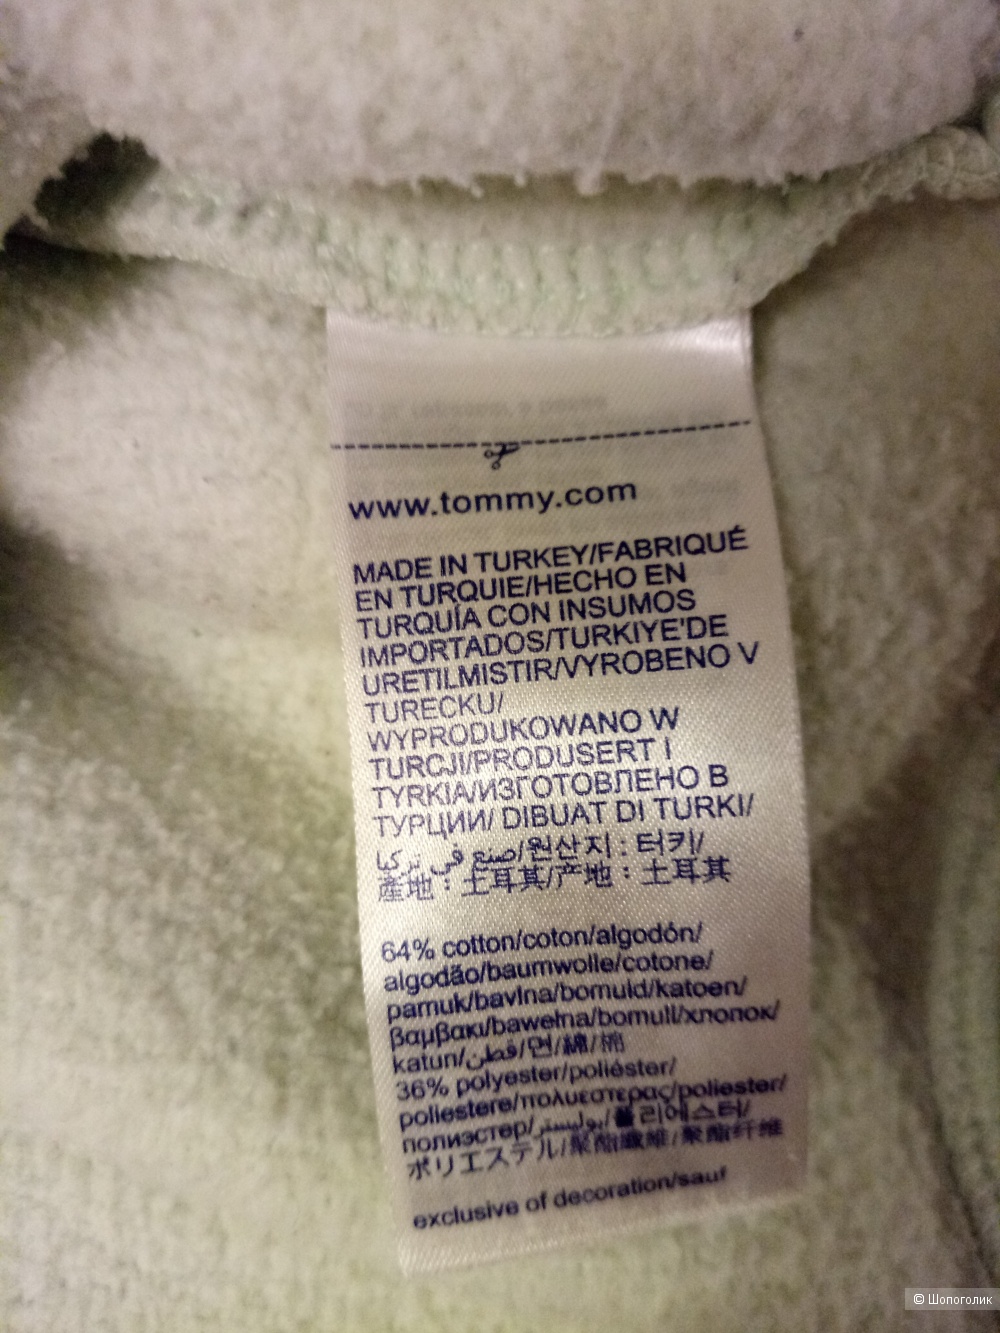 www.tommy.com
MADE IN TURKEY/FABRIQUÉ
EN TURQUIE/HECHO EN
TURQUÍA CON INSUMOS
IMPORTADOS/TURKIYE'DE
URETILMISTIR/VYROBENO V
TURECKU/
WYPRODUKOWANO W
TURCJI/PRODUSERT I
TYRKIA/ИЗГОТОВЛЕНО В
ТУРЦИИ/ DIBUAT DI TURKI/
صنع في تركيا/원산지 : 터키/
產地 : 土耳其/产地 : 土耳其
64% cotton/coton/algodón/
algodão/baumwolle/cotone/
pamuk/bavlna/bomuld/katoen/
βαμβακι/bawełna/bomull/хлопок/
katun/قطن/면/綿/棉
36% polyester/poliéster/
poliestere/πολυεστερας/poliester/
полиэстер/بوليستر/폴리에스터/
ポリエステル/聚酯纖維/聚酯纤维
exclusive of decoration/sauf
© Шопоголик